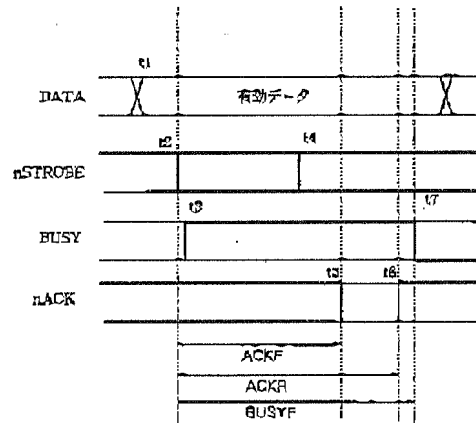 t1
DATA
有効データ
t2
t4
nSTROBE
t3
t7
BUSY
t5
t6
nACK
ACKF
ACKR
BUSYF